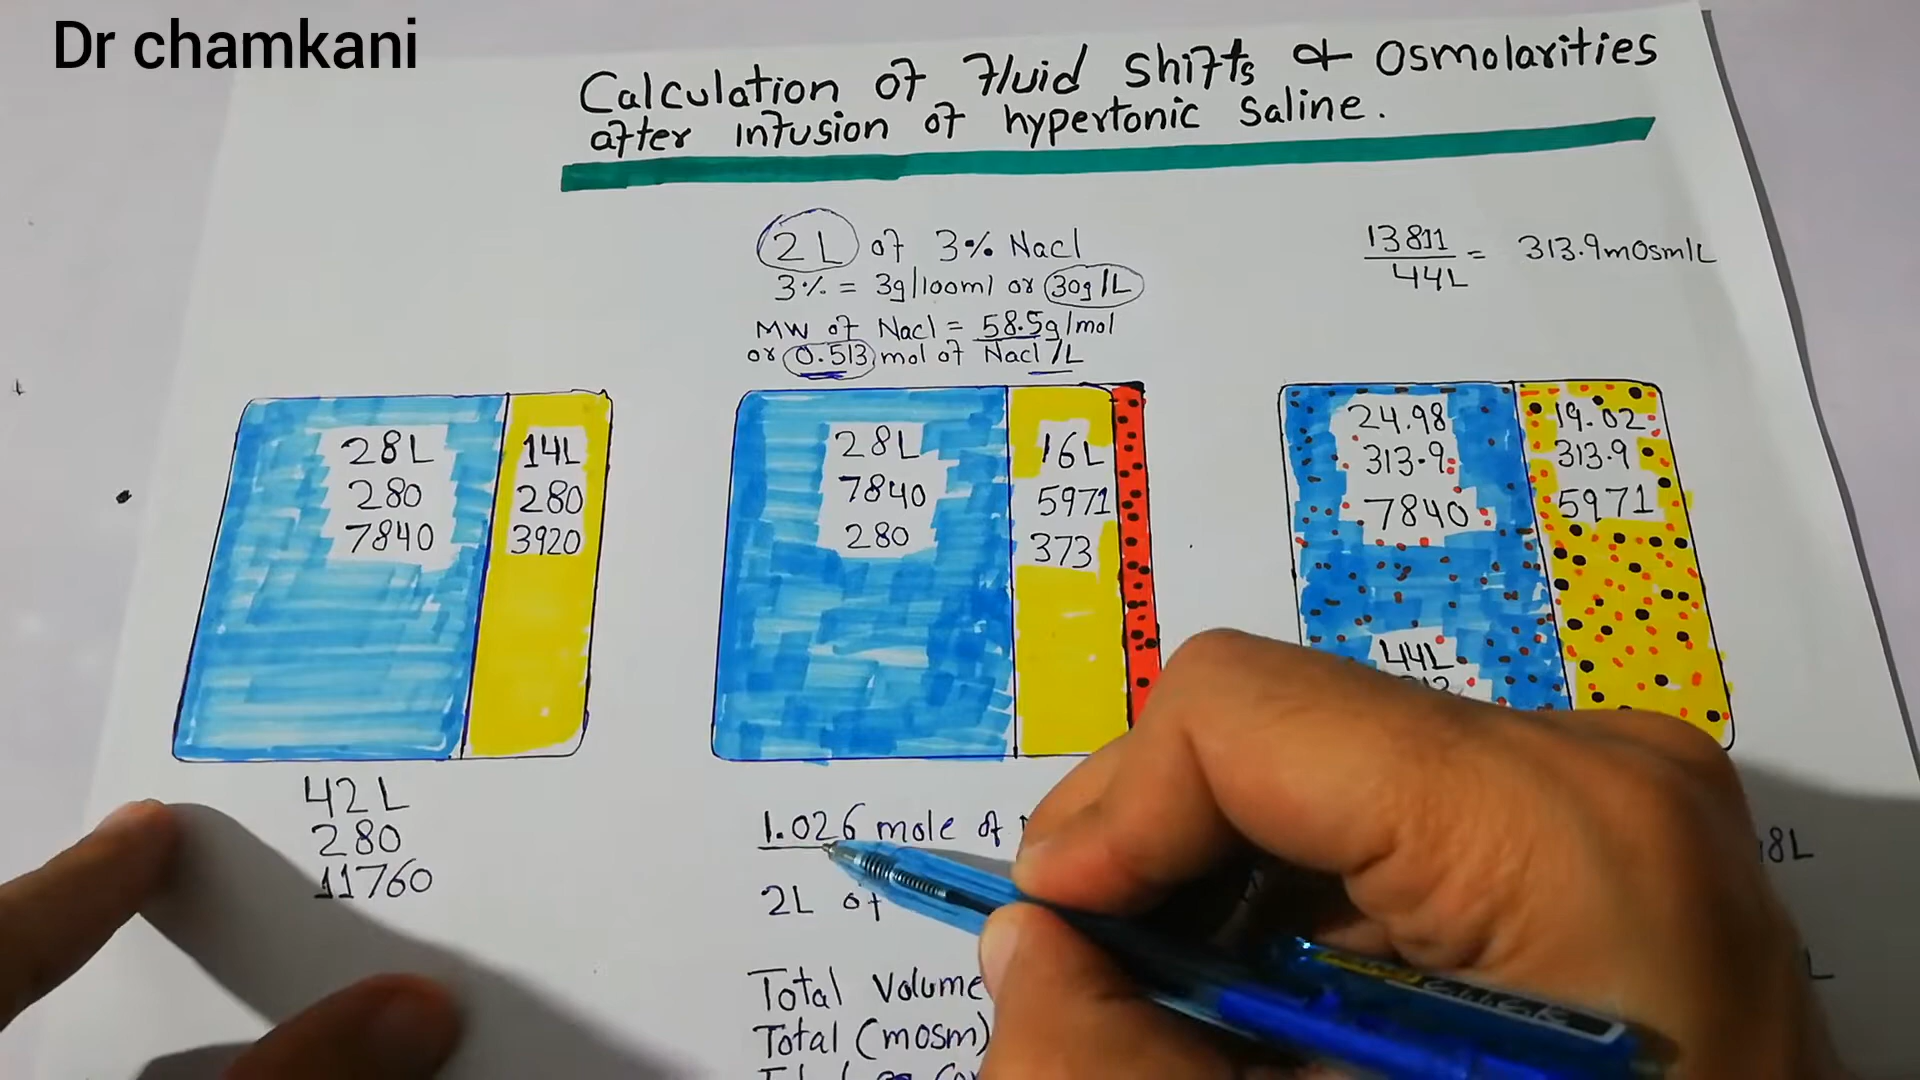 Dr chamkani
Calculation of Fluid Shifts & Osmolarities
after infusion of hypertonic Saline.
2 L of 3% Nacl
3% = 3g/100ml or 30g/L
MW of Nacl = 58.5g/mol
or 0.513 mol of Nacl/L
13811
44L
= 313.9mosm/L
28L
280
7840
14L
280
3920
28L
7840
280
16L
5971
373
24.98
313.9
7840
19.02
313.9
5971
44L
42 L
280
11760
1.026 mole of
8L
2L of
L
Total Volume
Total (mosm)